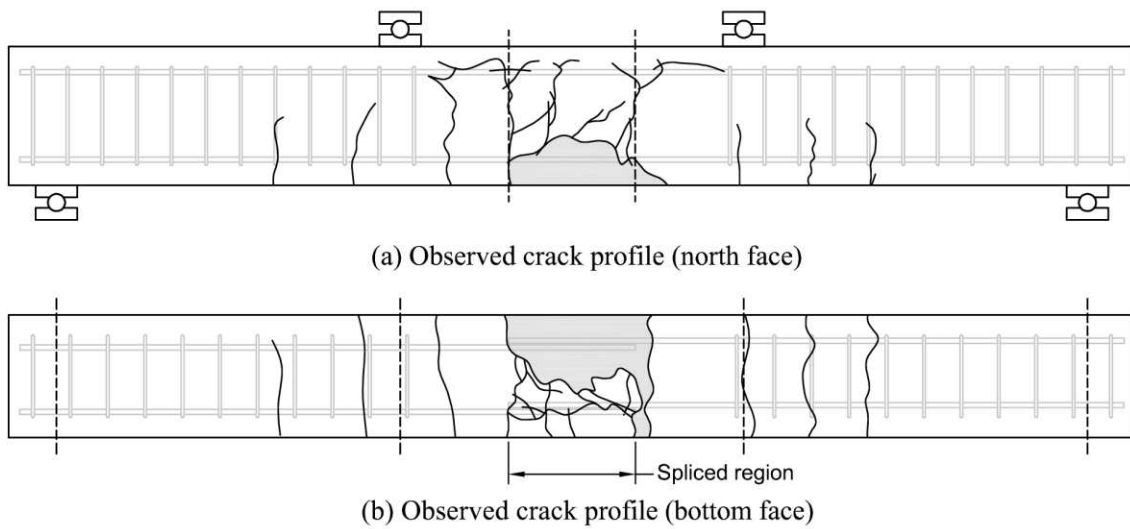 (a) Observed crack profile (north face)
Spliced region
(b) Observed crack profile (bottom face)